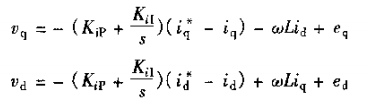 v_q = − (K_iP + K_iI/s)(i_q^* − i_q) − ωLi_d + e_q
v_d = − (K_iP + K_iI/s)(i_d^* − i_d) + ωLi_q + e_d